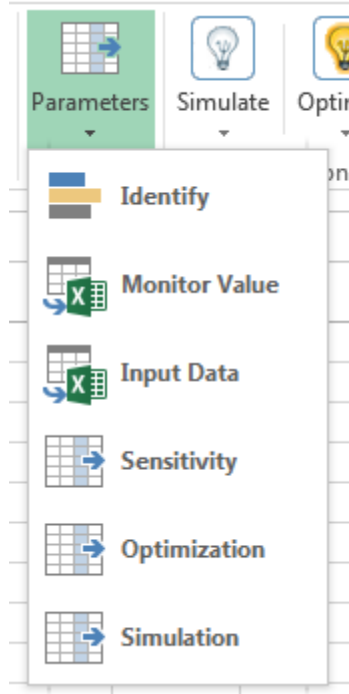 Parameters Simulate
Identify
Monitor Value
Input Data
Sensitivity
Optimization
Simulation